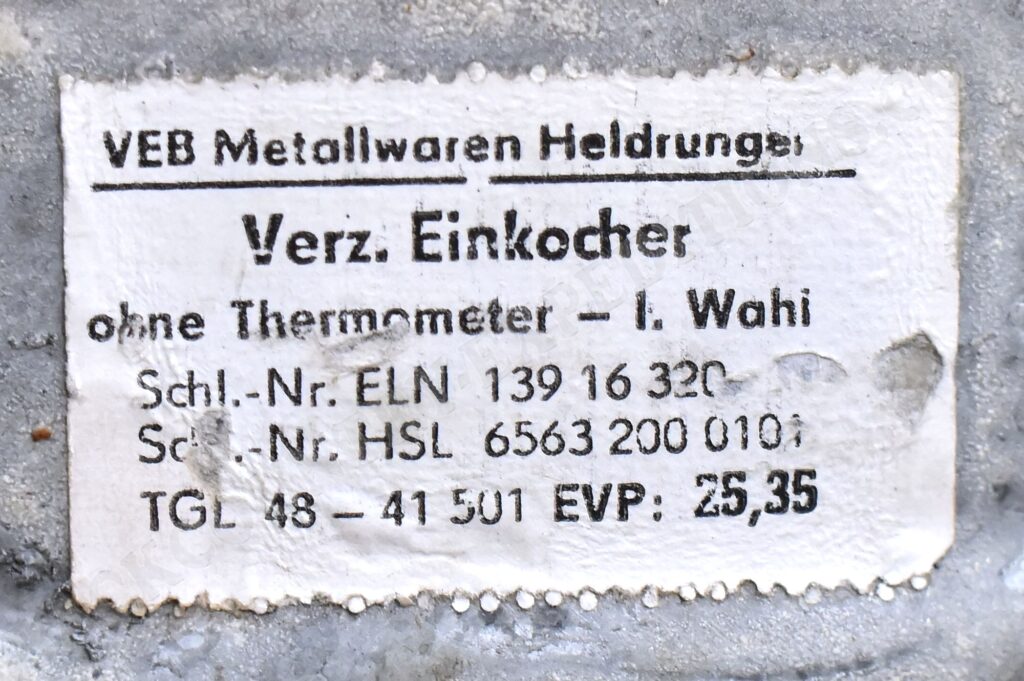 VEB Metallwaren Heldrungen
Verz. Einkocher
ohne Thermometer – I. Wahl
Schl.-Nr. ELN 139 16 320
Schl.-Nr. HSL 6563 200 0101
TGL 48 – 41 501 EVP: 25,35